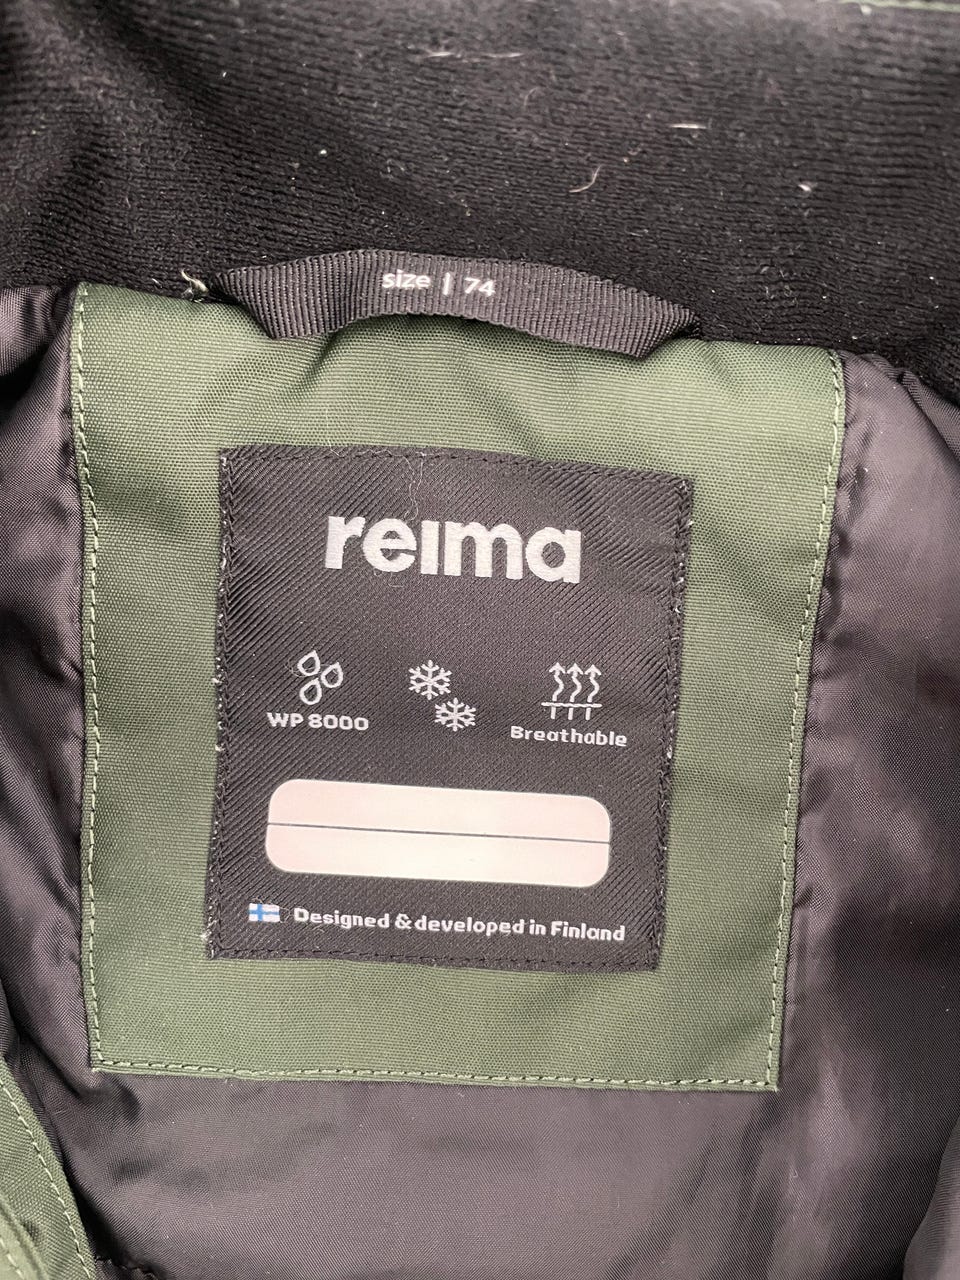 size | 74
reima
WP 8000
Breathable
Designed & developed in Finland